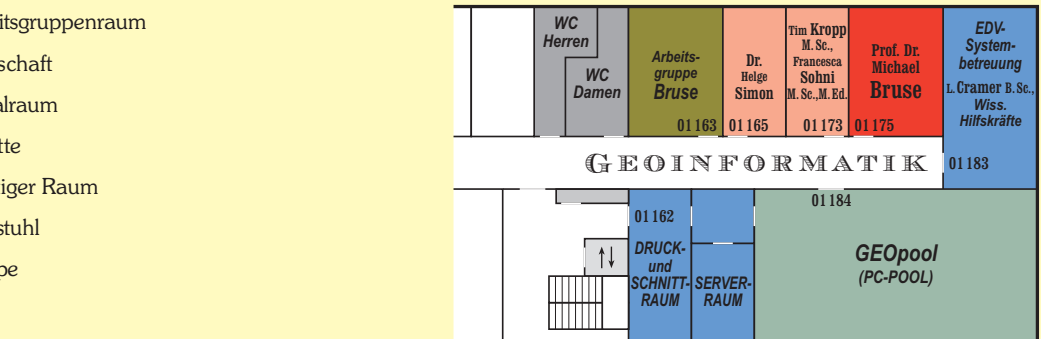 itsgruppenraum
schaft
alraum
tte
iger Raum
stuhl
pe
WC
Herren
WC
Damen
Arbeits-
gruppe
Bruse
01 163
Dr.
Helge
Simon
01 165
Tim Kropp
M. Sc.,
Francesca
Sohni
M. Sc., M. Ed.
01 173
Prof. Dr.
Michael
Bruse
01 175
EDV-
System-
betreuung
L. Cramer B. Sc.,
Wiss.
Hilfskräfte
01 183
GEOINFORMATIK
01 184
01 162
DRUCK-
und
SCHNITT-
RAUM
SERVER-
RAUM
GEOpool
(PC-POOL)